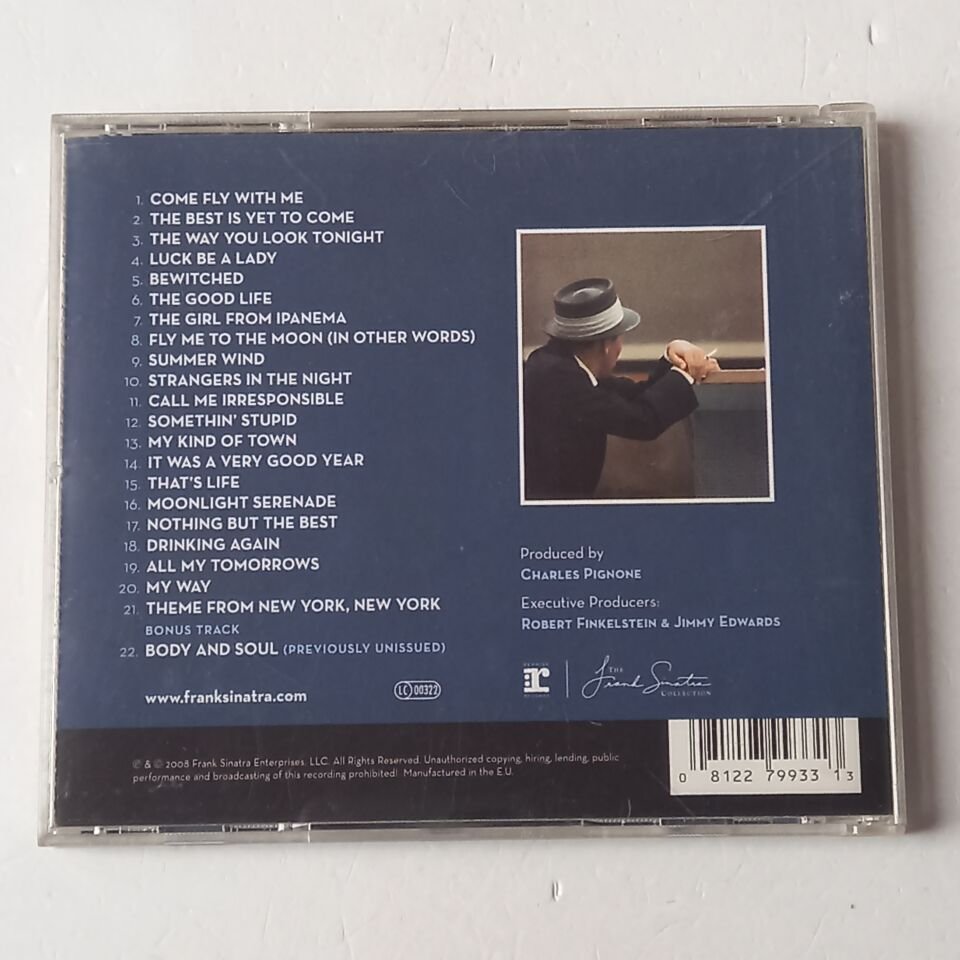 1. COME FLY WITH ME
2. THE BEST IS YET TO COME
3. THE WAY YOU LOOK TONIGHT
4. LUCK BE A LADY
5. BEWITCHED
6. THE GOOD LIFE
7. THE GIRL FROM IPANEMA
8. FLY ME TO THE MOON (IN OTHER WORDS)
9. SUMMER WIND
10. STRANGERS IN THE NIGHT
11. CALL ME IRRESPONSIBLE
12. SOMETHIN' STUPID
13. MY KIND OF TOWN
14. IT WAS A VERY GOOD YEAR
15. THAT'S LIFE
16. MOONLIGHT SERENADE
17. NOTHING BUT THE BEST
18. DRINKING AGAIN
19. ALL MY TOMORROWS
20. MY WAY
21. THEME FROM NEW YORK, NEW YORK
BONUS TRACK
22. BODY AND SOUL (PREVIOUSLY UNISSUED)
www.franksinatra.com
LC 00322
Produced by
CHARLES PIGNONE
Executive Producers:
ROBERT FINKELSTEIN & JIMMY EDWARDS
r
THE
Frank Sinatra
COLLECTION
℗ & © 2008 Frank Sinatra Enterprises, LLC. All Rights Reserved. Unauthorized copying, hiring, lending, public
performance and broadcasting of this recording prohibited. Manufactured in the E.U.
0 8122 79933 13